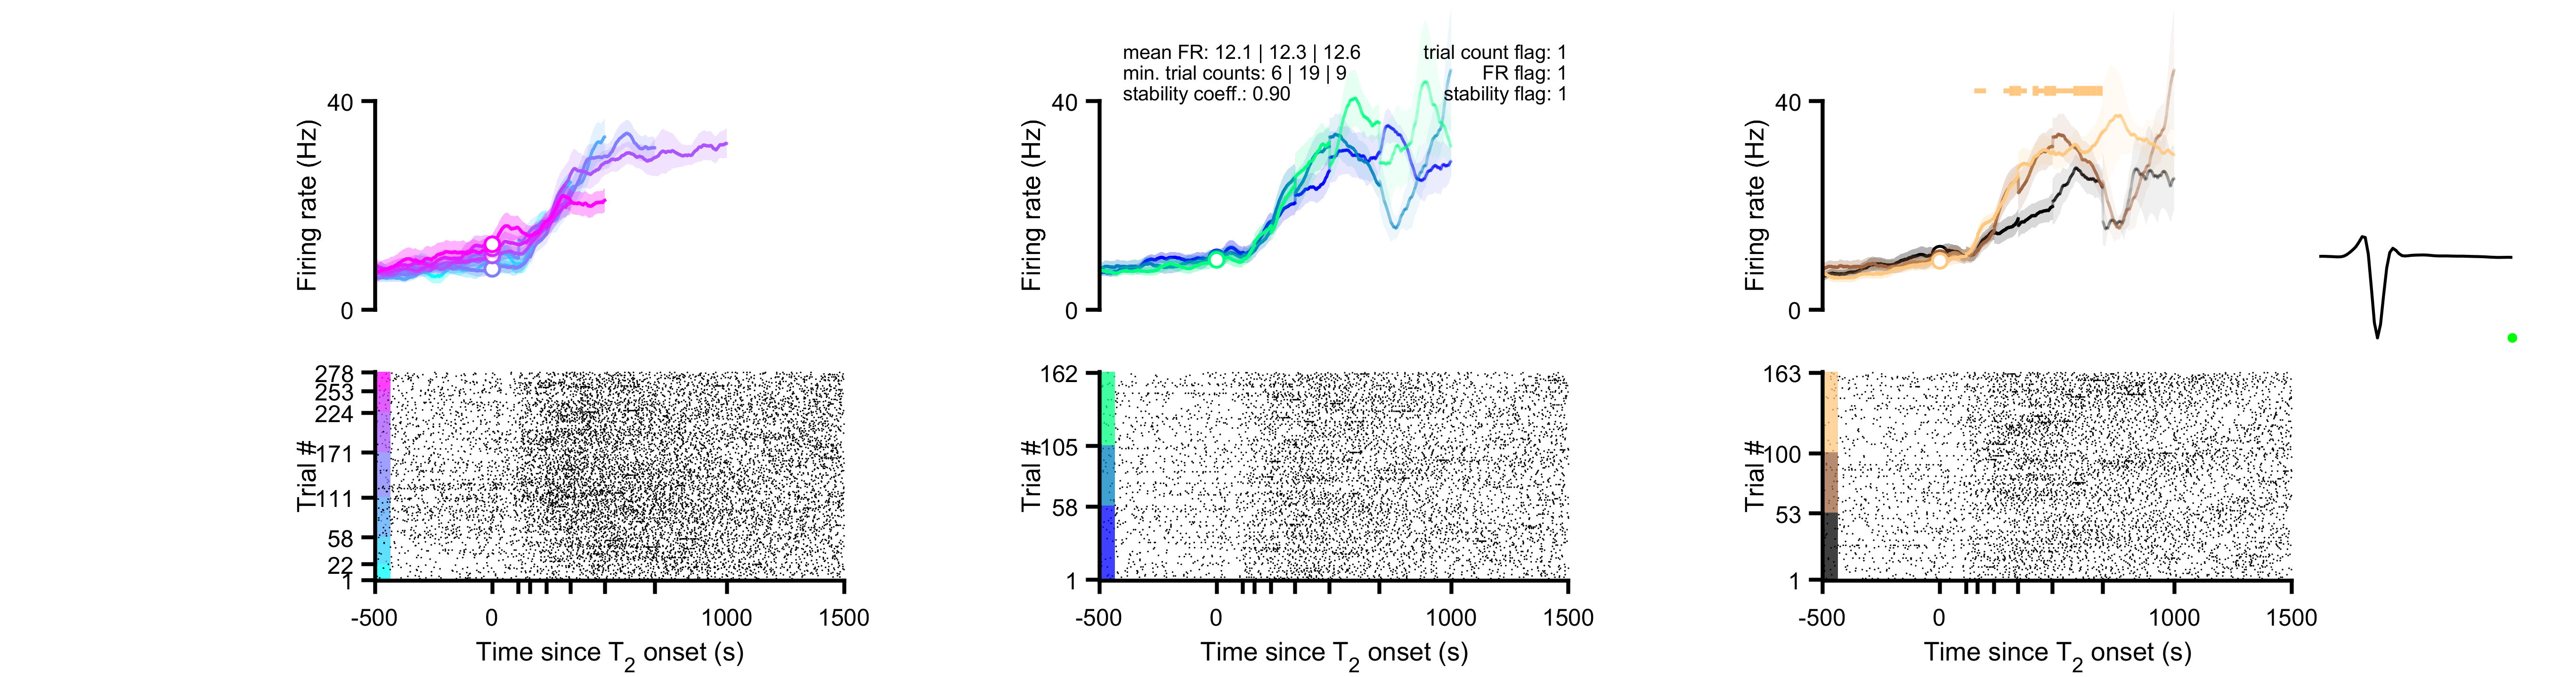 mean FR: 12.1 | 12.3 | 12.6
min. trial counts: 6 | 19 | 9
stability coeff.: 0.90
trial count flag: 1
FR flag: 1
stability flag: 1
40
0
Firing rate (Hz)
40
0
Firing rate (Hz)
40
0
Firing rate (Hz)
278
253
224
171
111
58
22
1
Trial #
-500
0
1000
1500
Time since T2 onset (s)
162
105
58
1
Trial #
-500
0
1000
1500
Time since T2 onset (s)
163
100
53
1
Trial #
-500
0
1000
1500
Time since T2 onset (s)